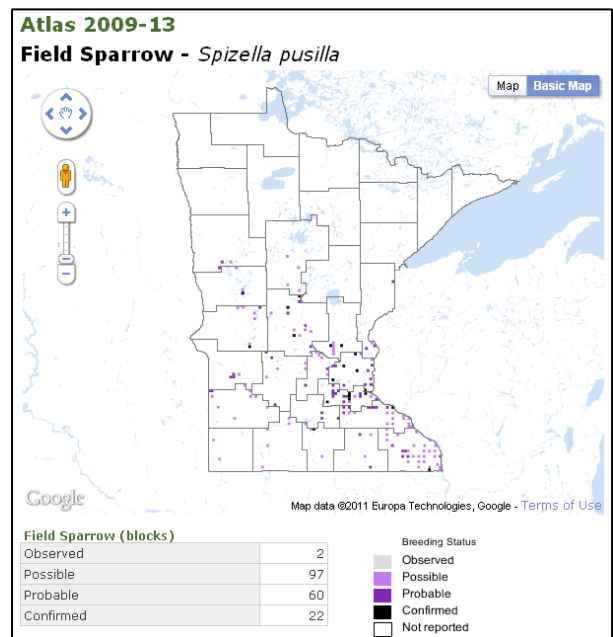 Atlas 2009-13
Field Sparrow - Spizella pusilla
Map Basic Map
Google
Map data ©2011 Europa Technologies, Google - Terms of Use
Field Sparrow (blocks)
Observed 2
Possible 97
Probable 60
Confirmed 22
Breeding Status
Observed
Possible
Probable
Confirmed
Not reported